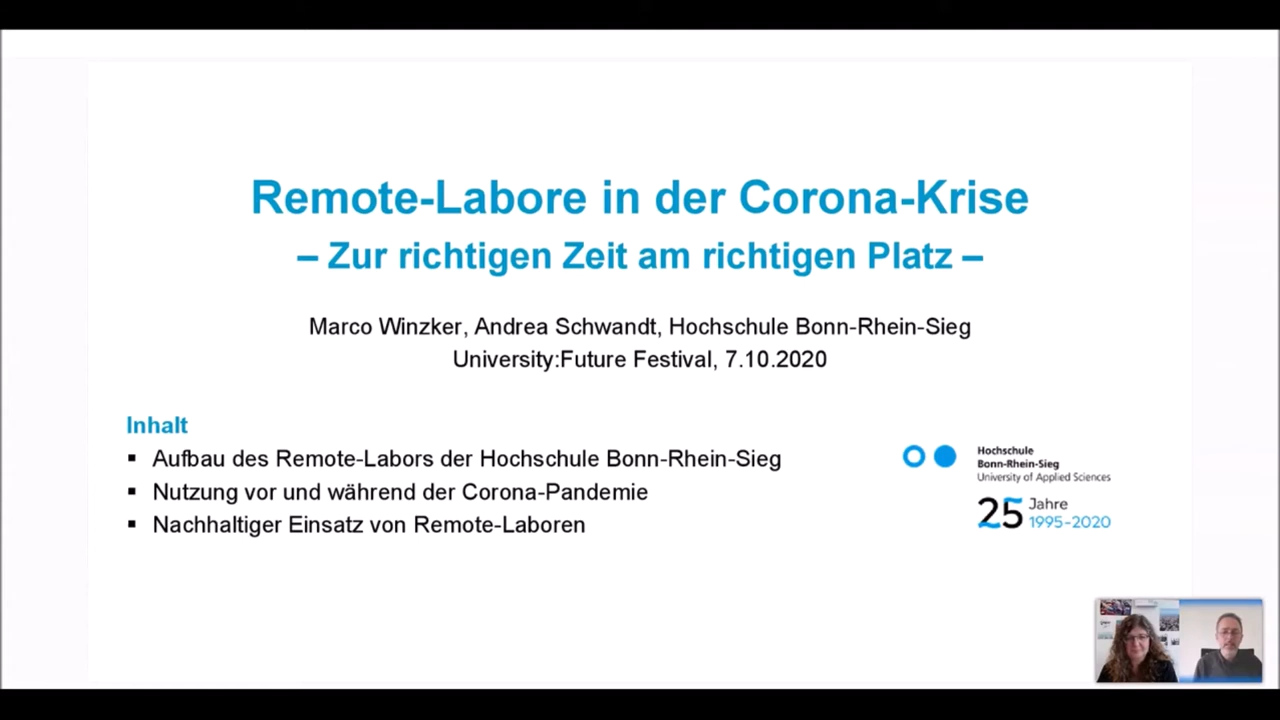 Remote-Labore in der Corona-Krise
– Zur richtigen Zeit am richtigen Platz –
Marco Winzker, Andrea Schwandt, Hochschule Bonn-Rhein-Sieg
University:Future Festival, 7.10.2020
Inhalt
▪ Aufbau des Remote-Labors der Hochschule Bonn-Rhein-Sieg
▪ Nutzung vor und während der Corona-Pandemie
▪ Nachhaltiger Einsatz von Remote-Laboren
Hochschule
Bonn-Rhein-Sieg
University of Applied Sciences
25 Jahre
1995-2020